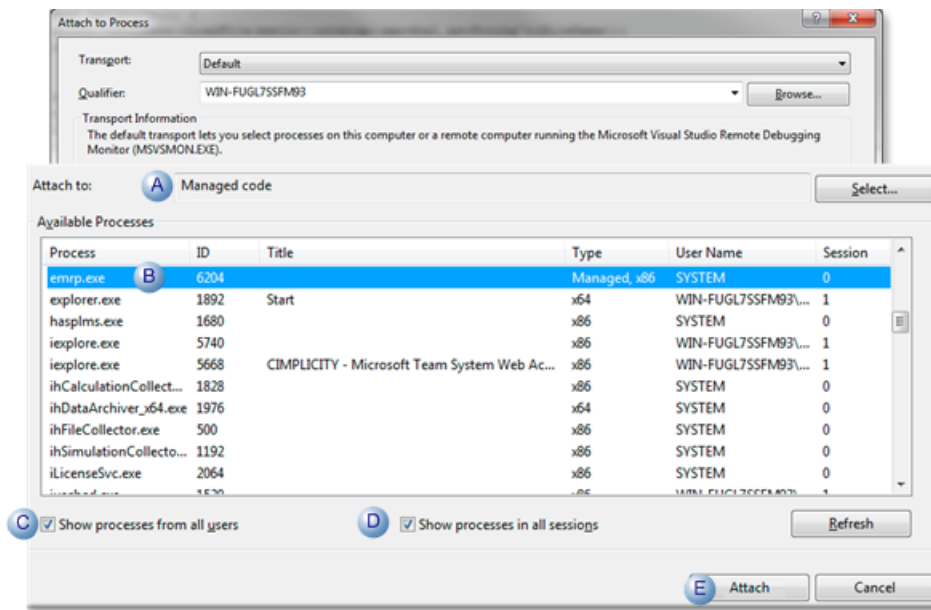 Attach to Process
Transport: Default
Qualifier: WIN-FUGL7SSFM93 Browse...
Transport Information
The default transport lets you select processes on this computer or a remote computer running the Microsoft Visual Studio Remote Debugging
Monitor (MSVSMON.EXE).
Attach to: A Managed code Select...
Available Processes
Process ID Title Type User Name Session
emrp.exe B 6204 Managed, x86 SYSTEM 0
explorer.exe 1892 Start x64 WIN-FUGL7SSFM93\... 1
hasplms.exe 1680 x86 SYSTEM 0
iexplore.exe 5740 x86 WIN-FUGL7SSFM93\... 1
iexplore.exe 5668 CIMPLICITY - Microsoft Team System Web Ac... x86 WIN-FUGL7SSFM93\... 1
ihCalculationCollect... 1828 x86 SYSTEM 0
ihDataArchiver_x64.exe 1976 x64 SYSTEM 0
ihFileCollector.exe 500 x86 SYSTEM 0
ihSimulationCollecto... 1192 x86 SYSTEM 0
iLicenseSvc.exe 2064 x86 SYSTEM 0
C Show processes from all users D Show processes in all sessions Refresh
E Attach Cancel